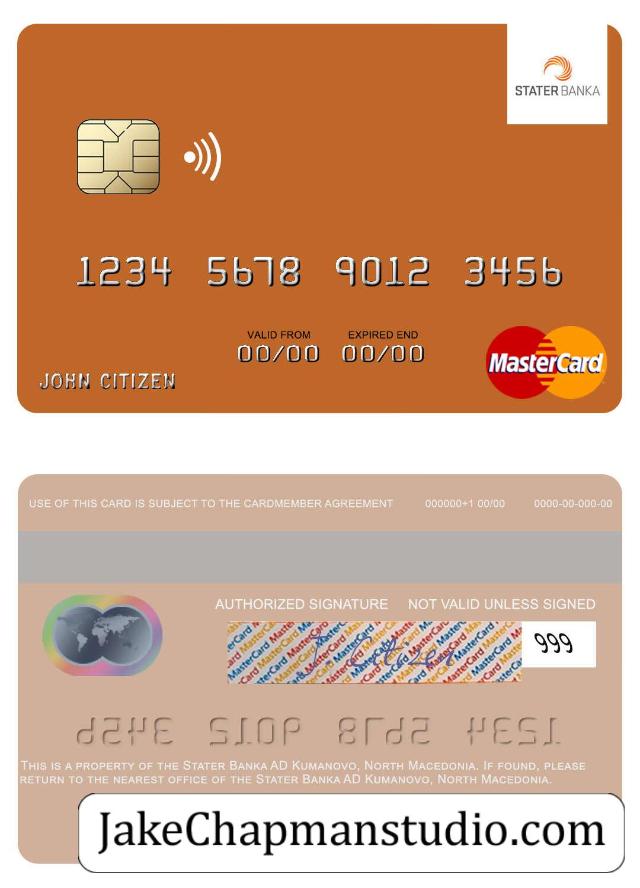 STATER BANKA
1234 5678 9012 3456
VALID FROM EXPIRED END
00/00 00/00
JOHN CITIZEN
MasterCard
USE OF THIS CARD IS SUBJECT TO THE CARDMEMBER AGREEMENT 000000+1 00/00 0000-00-000-00
AUTHORIZED SIGNATURE NOT VALID UNLESS SIGNED
J. Citizen 999
THIS IS A PROPERTY OF THE STATER BANKA AD KUMANOVO, NORTH MACEDONIA. IF FOUND, PLEASE
RETURN TO THE NEAREST OFFICE OF THE STATER BANKA AD KUMANOVO, NORTH MACEDONIA.
JakeChapmanstudio.com